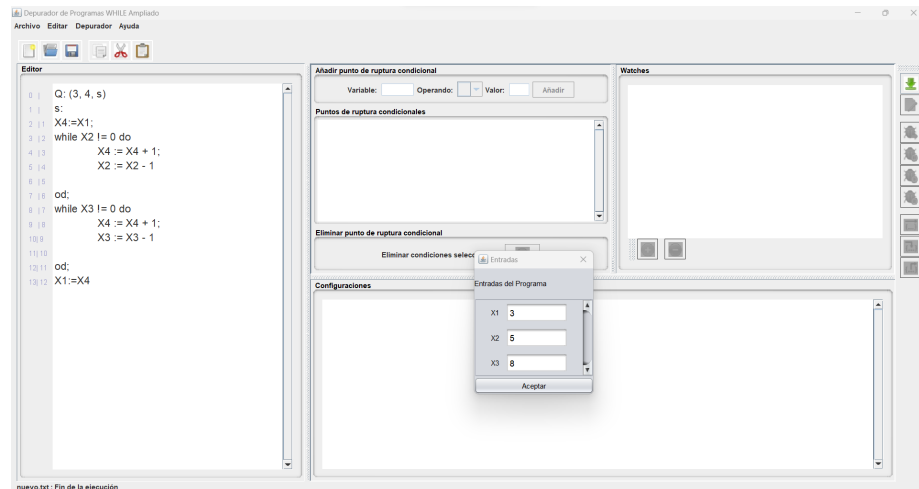 Depurador de Programas WHILE Ampliado
Archivo Editar Depurador Ayuda
Editor
0 | Q: (3, 4, s)
1 | s:
2 |1 X4:=X1;
3 |2 while X2 != 0 do
4 |3 X4 := X4 + 1;
5 |4 X2 := X2 - 1
6 |5
7 |6 od;
8 |7 while X3 != 0 do
9 |8 X4 := X4 + 1;
10| 9 X3 := X3 - 1
11| 10
12| 11 od;
13| 12 X1:=X4
Añadir punto de ruptura condicional
Variable: Operando: Valor: Añadir
Puntos de ruptura condicionales
Eliminar punto de ruptura condicional
Eliminar condiciones selecc
Watches
Configuraciones
Entradas
Entradas del Programa
X1 3
X2 5
X3 8
Aceptar
nuevo.txt : Fin de la ejecución